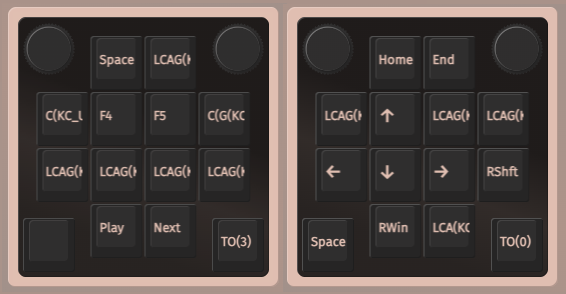 Space LCAG(K
C(KC_L F4 F5 C(G(KC
LCAG(K LCAG(K LCAG(K LCAG(K
Play Next
TO(3)
Home End
LCAG(K ↑ LCAG(K LCAG(K
← ↓ → RShft
RWin LCA(KC
Space TO(0)